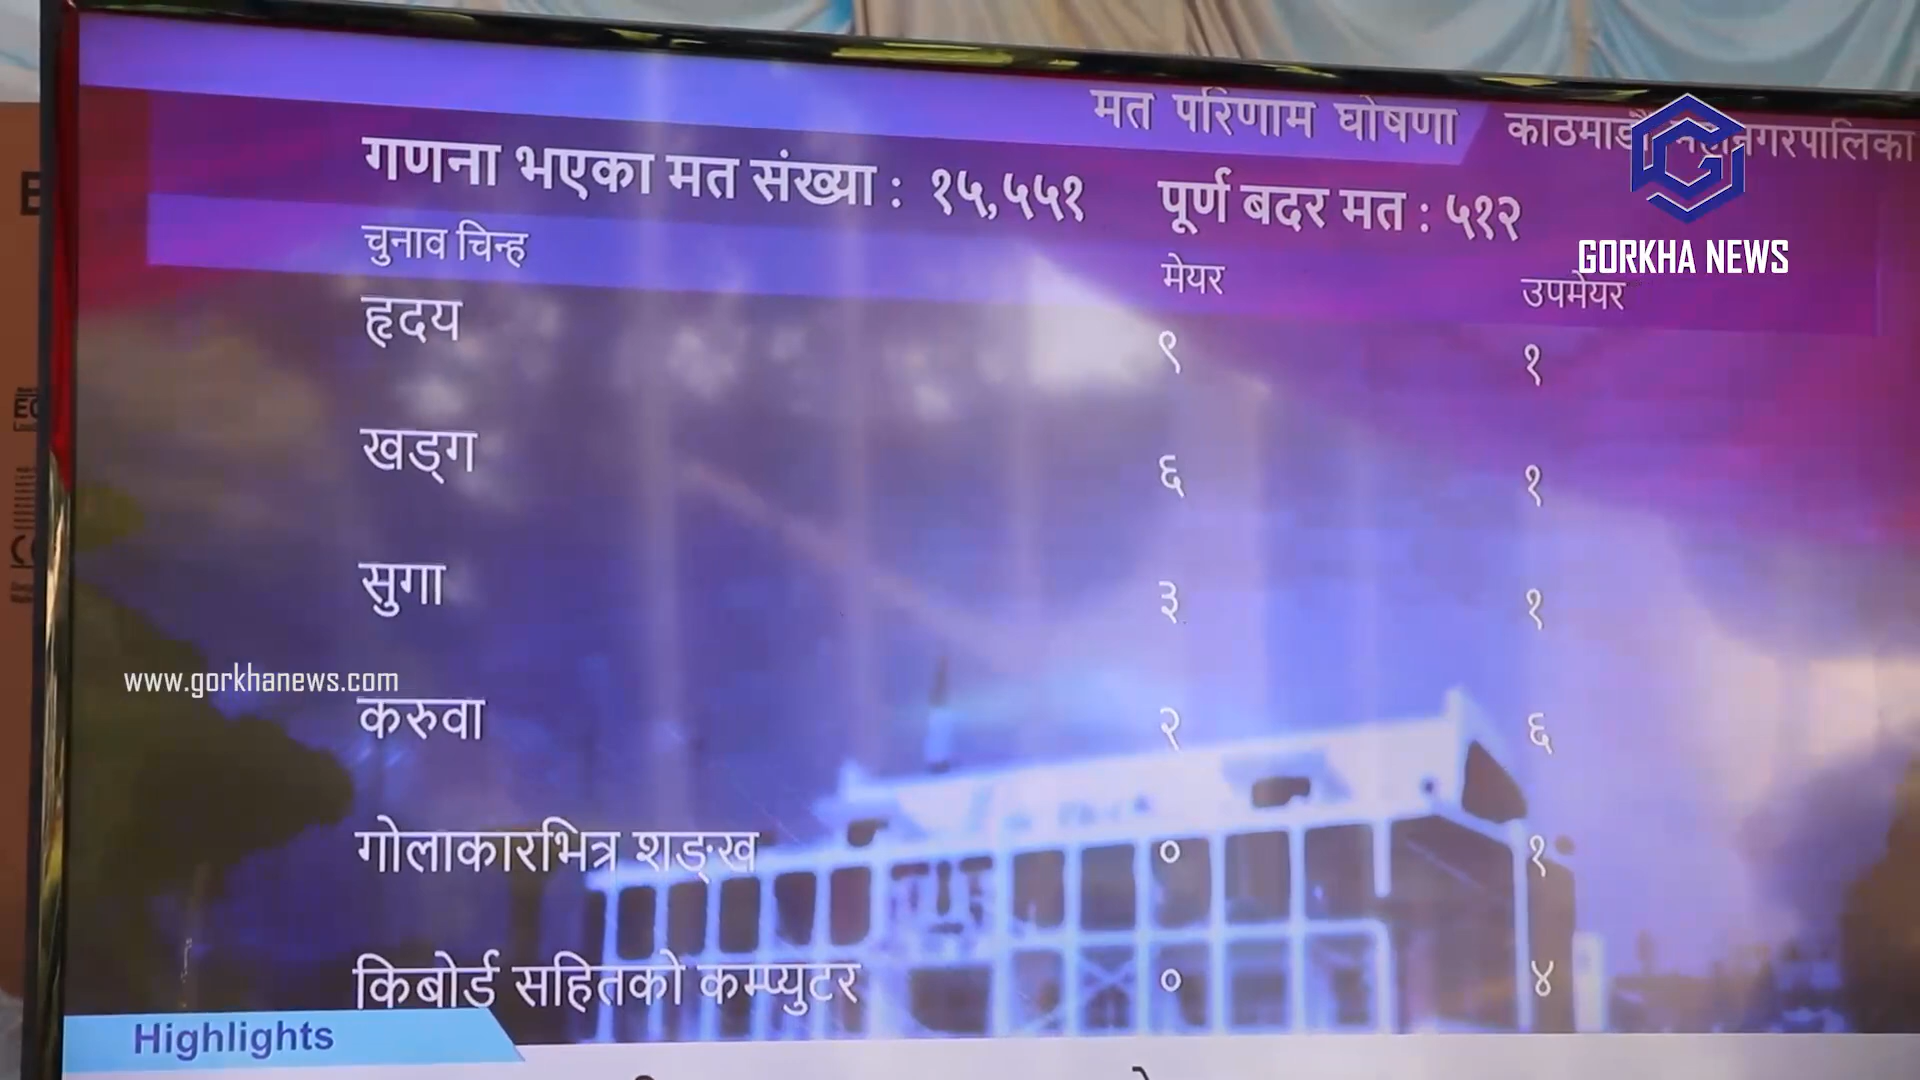 मत परिणाम घोषणा
गणना भएका मत संख्या : १५,५५१ पूर्ण बदर मत : ५१२
GORKHA NEWS
चुनाव चिन्ह मेयर उपमेयर
हृदय ९ १
खड्ग ६ १
सुगा ३ १
www.gorkhanews.com
करुवा २ ६
गोलाकारभित्र शङ्ख ० १
किबोर्ड सहितको कम्प्युटर ० ४
Highlights